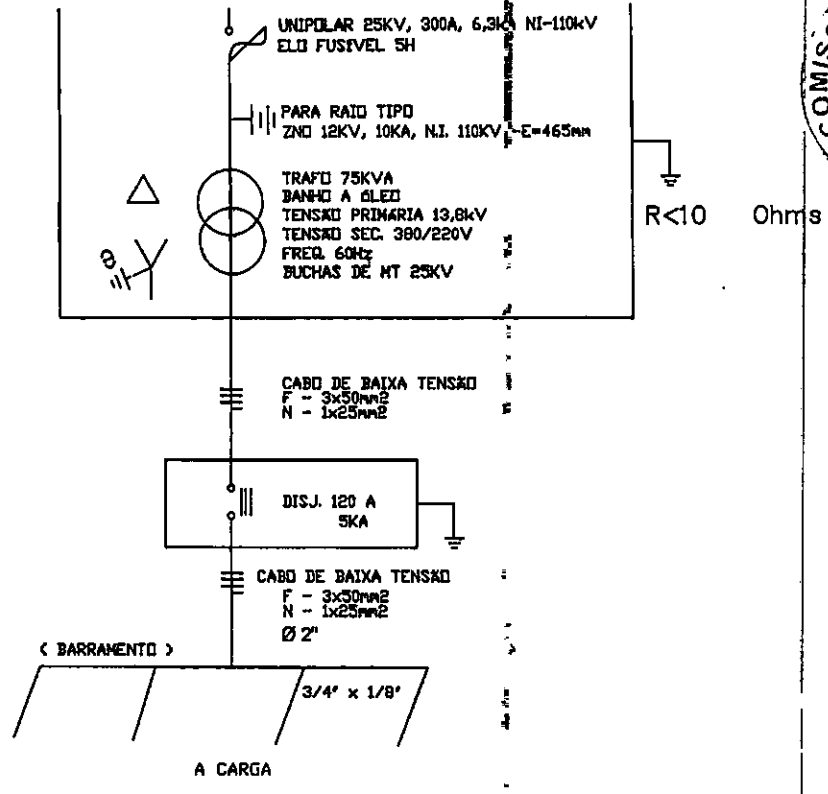 UNIPOLAR 25KV, 300A, 6,3kA NI-110kV
ELO FUSÍVEL 5H
PARA RAIO TIPO
ZNO 12KV, 10KA, N.I. 110KV, E=465mm
TRAFO 75KVA
BANHO A ÓLEO
TENSÃO PRIMÁRIA 13,8kV
TENSÃO SEC. 380/220V
FREQ. 60Hz
BUCHAS DE MT 25KV
R<10 Ohms
CABO DE BAIXA TENSÃO
F - 3x50mm2
N - 1x25mm2
DISJ. 120 A
5KA
CABO DE BAIXA TENSÃO
F - 3x50mm2
N - 1x25mm2
Ø 2"
( BARRAMENTO )
3/4" x 1/8"
A CARGA